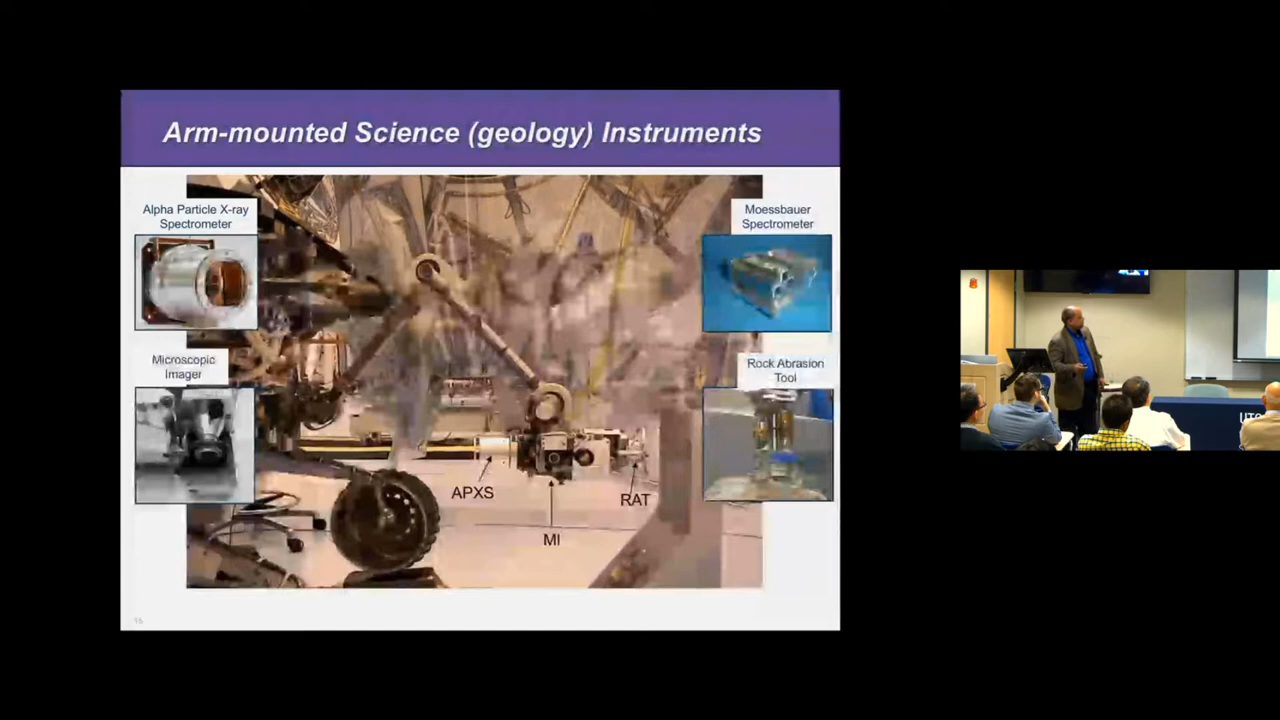 Arm-mounted Science (geology) Instruments
Alpha Particle X-ray
Spectrometer
Moessbauer
Spectrometer
Microscopic
Imager
Rock Abrasion
Tool
APXS
RAT
MI